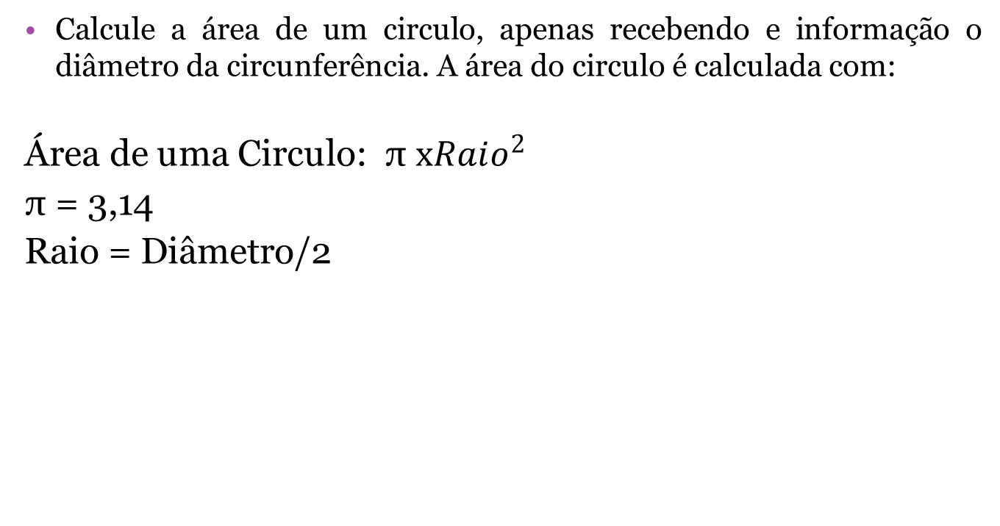 • Calcule a área de um circulo, apenas recebendo e informação o
diâmetro da circunferência. A área do circulo é calculada com:
Área de uma Circulo: π xRaio²
π = 3,14
Raio = Diâmetro/2